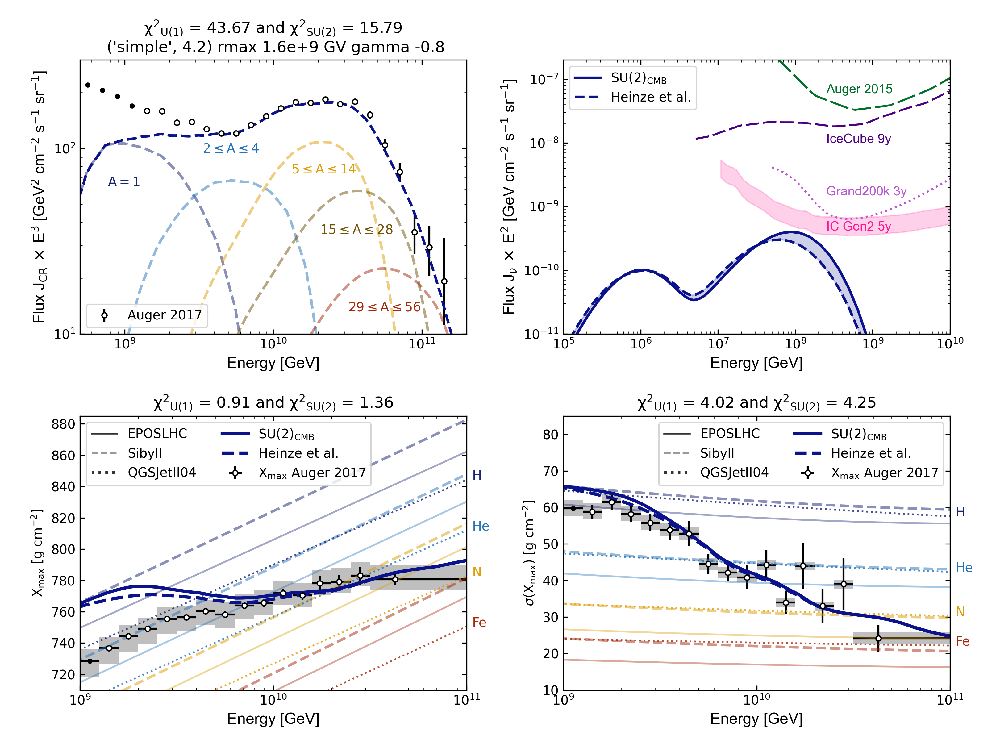 χ²U(1) = 43.67 and χ²SU(2) = 15.79
('simple', 4.2) rmax 1.6e+9 GV gamma -0.8
Flux JCR × E³ [GeV² cm⁻² s⁻¹ sr⁻¹]
10²
10¹
A = 1
2 ≤ A ≤ 4
5 ≤ A ≤ 14
15 ≤ A ≤ 28
29 ≤ A ≤ 56
Auger 2017
10⁹
10¹⁰
10¹¹
Energy [GeV]
Flux Jν × E² [GeV cm⁻² s⁻¹ sr⁻¹]
10⁻⁷
10⁻⁸
10⁻⁹
10⁻¹⁰
10⁻¹¹
SU(2)CMB
Heinze et al.
Auger 2015
IceCube 9y
Grand200k 3y
IC Gen2 5y
10⁵
10⁶
10⁷
10⁸
10⁹
10¹⁰
Energy [GeV]
χ²U(1) = 0.91 and χ²SU(2) = 1.36
Xmax [g cm⁻²]
880
860
840
820
800
780
760
740
720
EPOSLHC
Sibyll
QGSJetII04
SU(2)CMB
Heinze et al.
Xmax Auger 2017
H
He
N
Fe
10⁹
10¹⁰
10¹¹
Energy [GeV]
χ²U(1) = 4.02 and χ²SU(2) = 4.25
σ(Xmax) [g cm⁻²]
80
70
60
50
40
30
20
10
EPOSLHC
Sibyll
QGSJetII04
SU(2)CMB
Heinze et al.
Xmax Auger 2017
H
He
N
Fe
10⁹
10¹⁰
10¹¹
Energy [GeV]